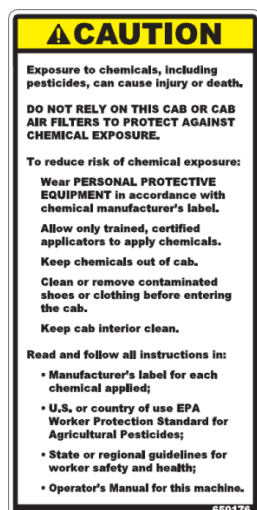 CAUTION
Exposure to chemicals, including
pesticides, can cause injury or death.
DO NOT RELY ON THIS CAB OR CAB
AIR FILTERS TO PROTECT AGAINST
CHEMICAL EXPOSURE.
To reduce risk of chemical exposure:
Wear PERSONAL PROTECTIVE
EQUIPMENT in accordance with
chemical manufacturer's label.
Allow only trained, certified
applicators to apply chemicals.
Keep chemicals out of cab.
Clean or remove contaminated
shoes or clothing before entering
the cab.
Keep cab interior clean.
Read and follow all instructions in:
• Manufacturer's label for each
chemical applied;
• U.S. or country of use EPA
Worker Protection Standard for
Agricultural Pesticides;
• State or regional guidelines for
worker safety and health;
• Operator's Manual for this machine.
650176